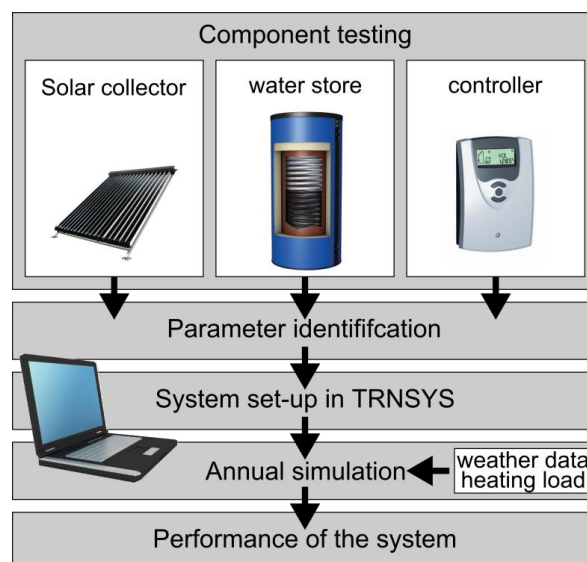 Component testing
Solar collector
water store
controller
Parameter identififcation
System set-up in TRNSYS
Annual simulation
weather data
heating load
Performance of the system